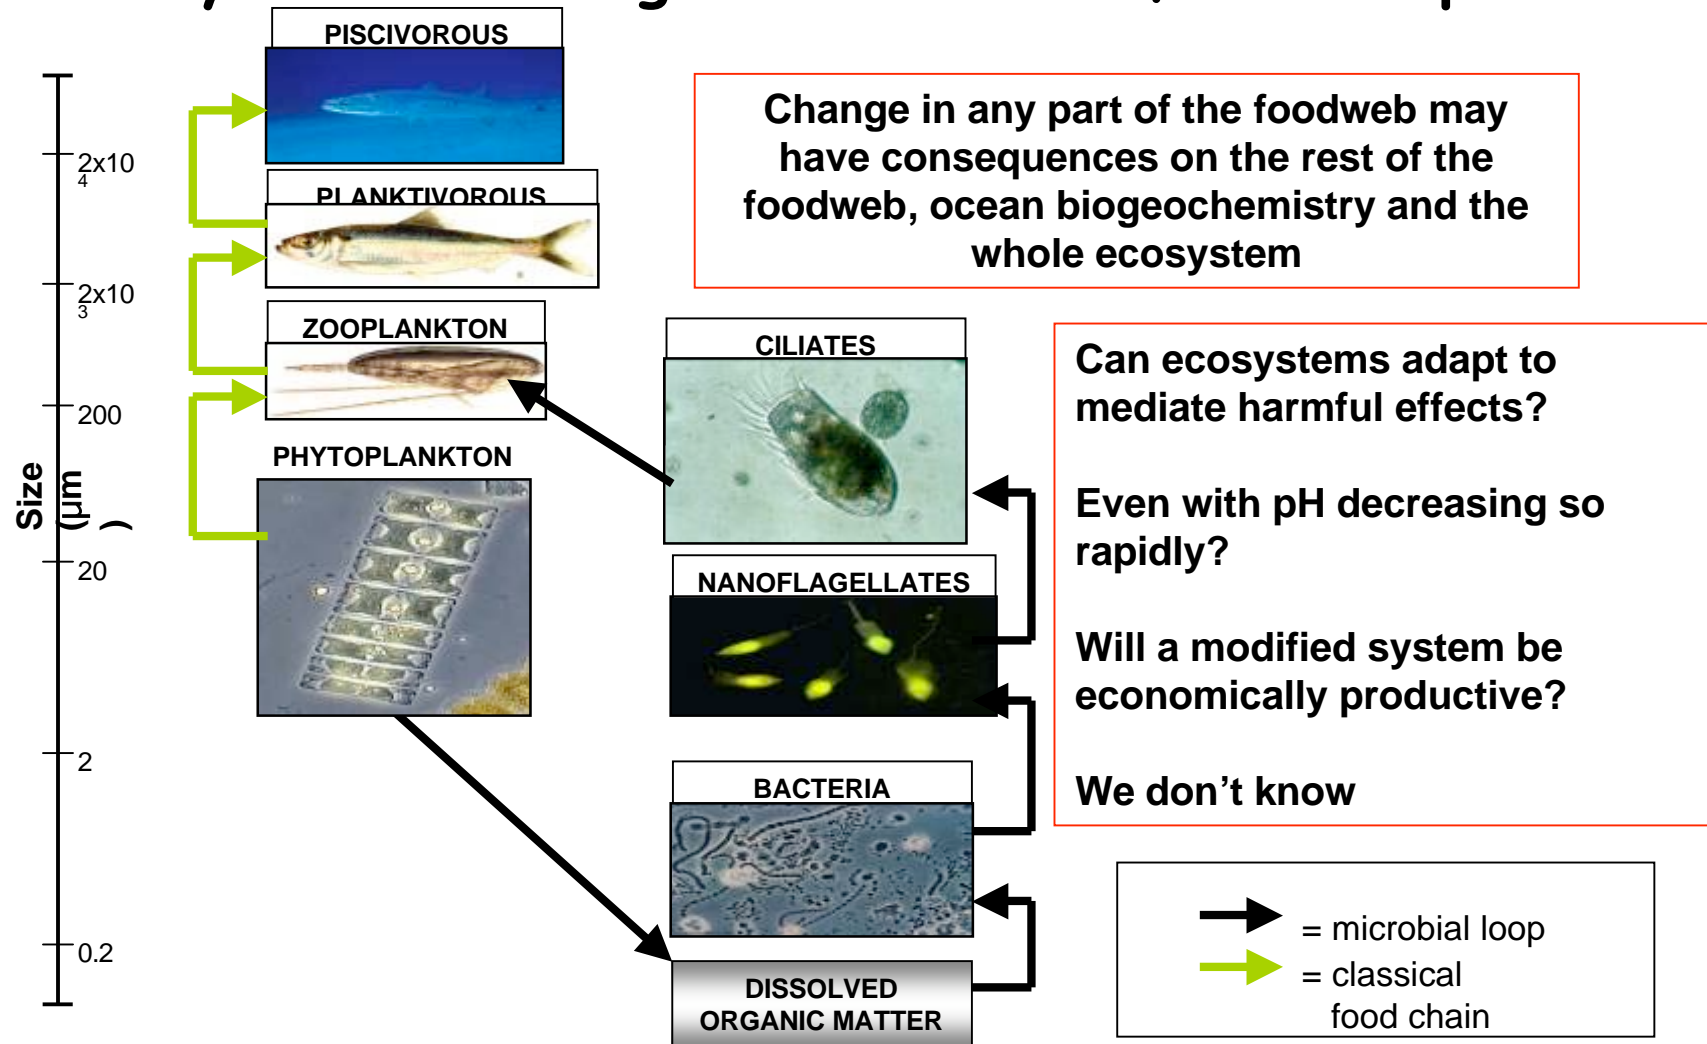 PISCIVOROUS
PLANKTIVOROUS
ZOOPLANKTON
PHYTOPLANKTON
Size
(µm
)
2x10
4
2x10
3
200
20
2
0.2
Change in any part of the foodweb may
have consequences on the rest of the
foodweb, ocean biogeochemistry and the
whole ecosystem
CILIATES
NANOFLAGELLATES
BACTERIA
DISSOLVED
ORGANIC MATTER
Can ecosystems adapt to
mediate harmful effects?
Even with pH decreasing so
rapidly?
Will a modified system be
economically productive?
We don’t know
= microbial loop
= classical
food chain